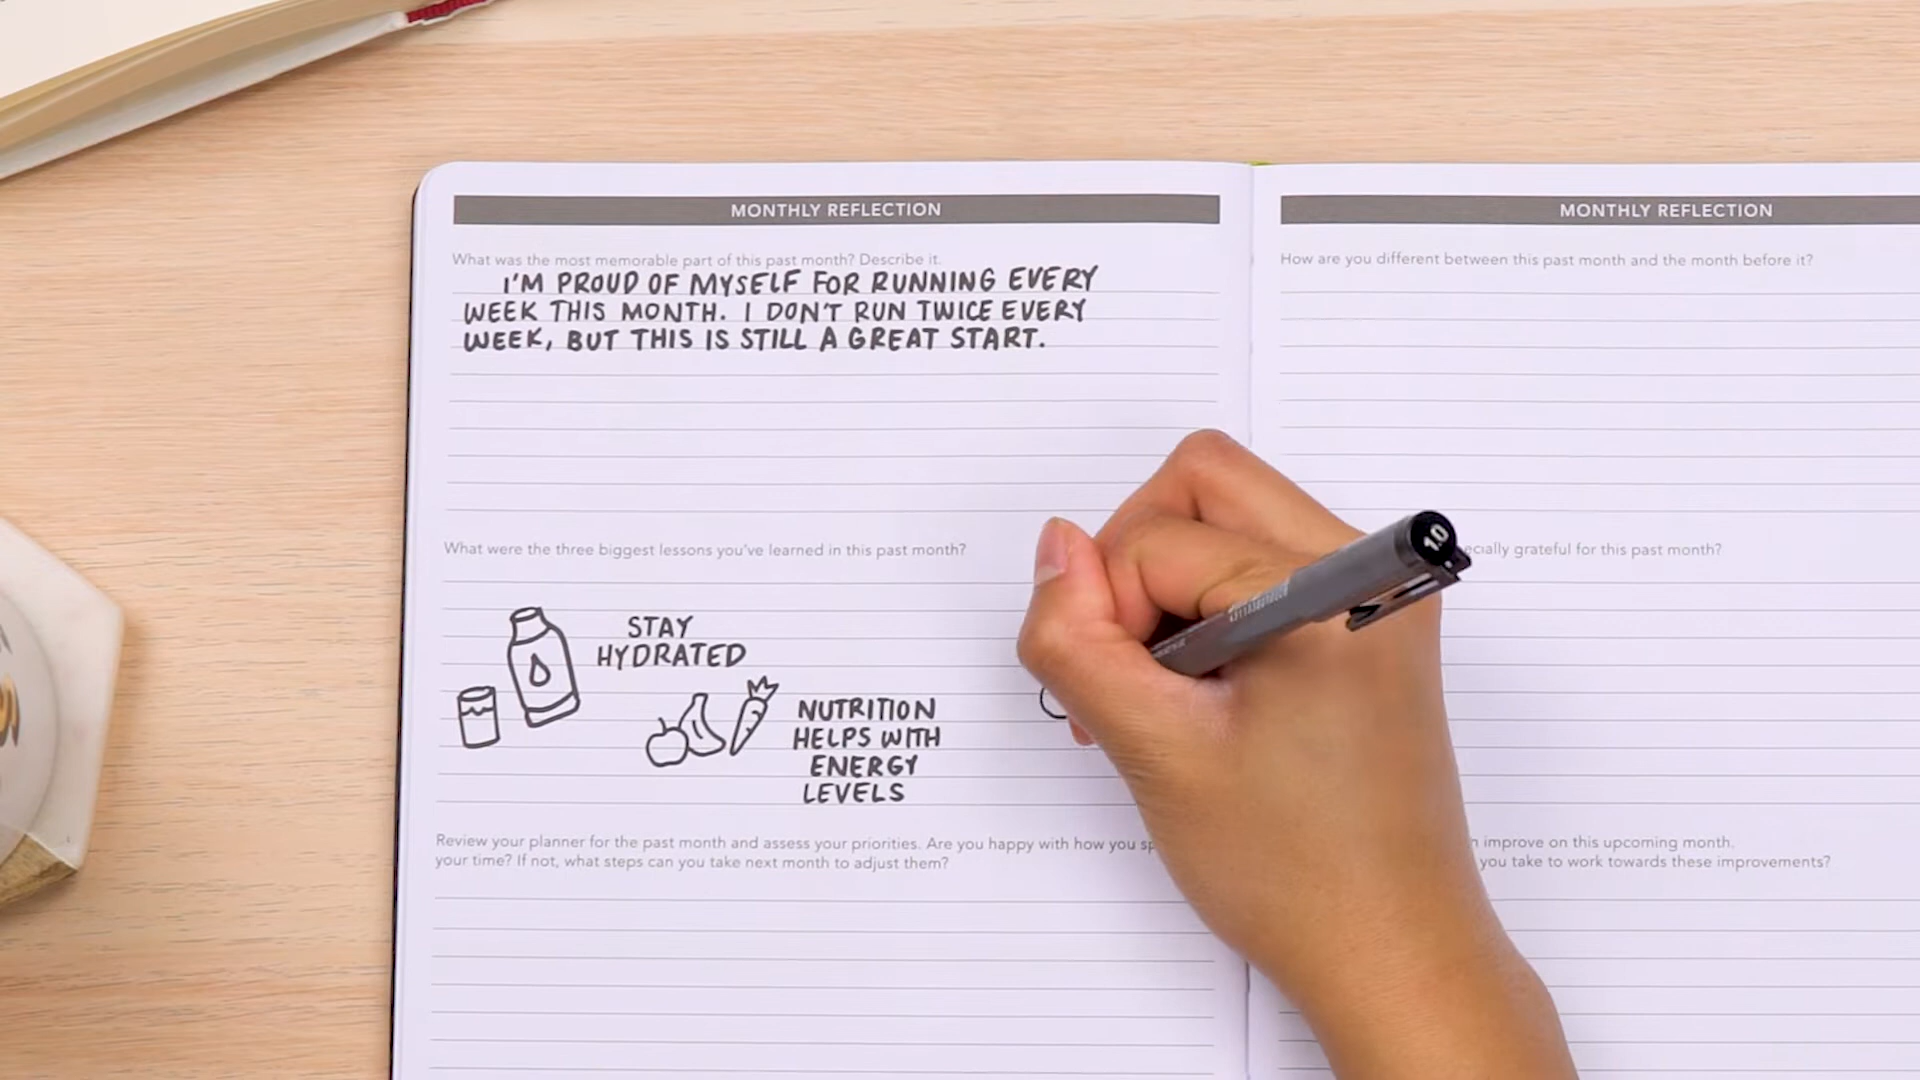 MONTHLY REFLECTION
What was the most memorable part of this past month? Describe it.
I'M PROUD OF MYSELF FOR RUNNING EVERY
WEEK THIS MONTH. I DON'T RUN TWICE EVERY
WEEK, BUT THIS IS STILL A GREAT START.
What were the three biggest lessons you've learned in this past month?
STAY
HYDRATED
NUTRITION
HELPS WITH
ENERGY
LEVELS
Review your planner for the past month and assess your priorities. Are you happy with how you
your time? If not, what steps can you take next month to adjust them?
MONTHLY REFLECTION
How are you different between this past month and the month before it?
grateful for this past month?
improve on this upcoming month.
you take to work towards these improvements?
1.0